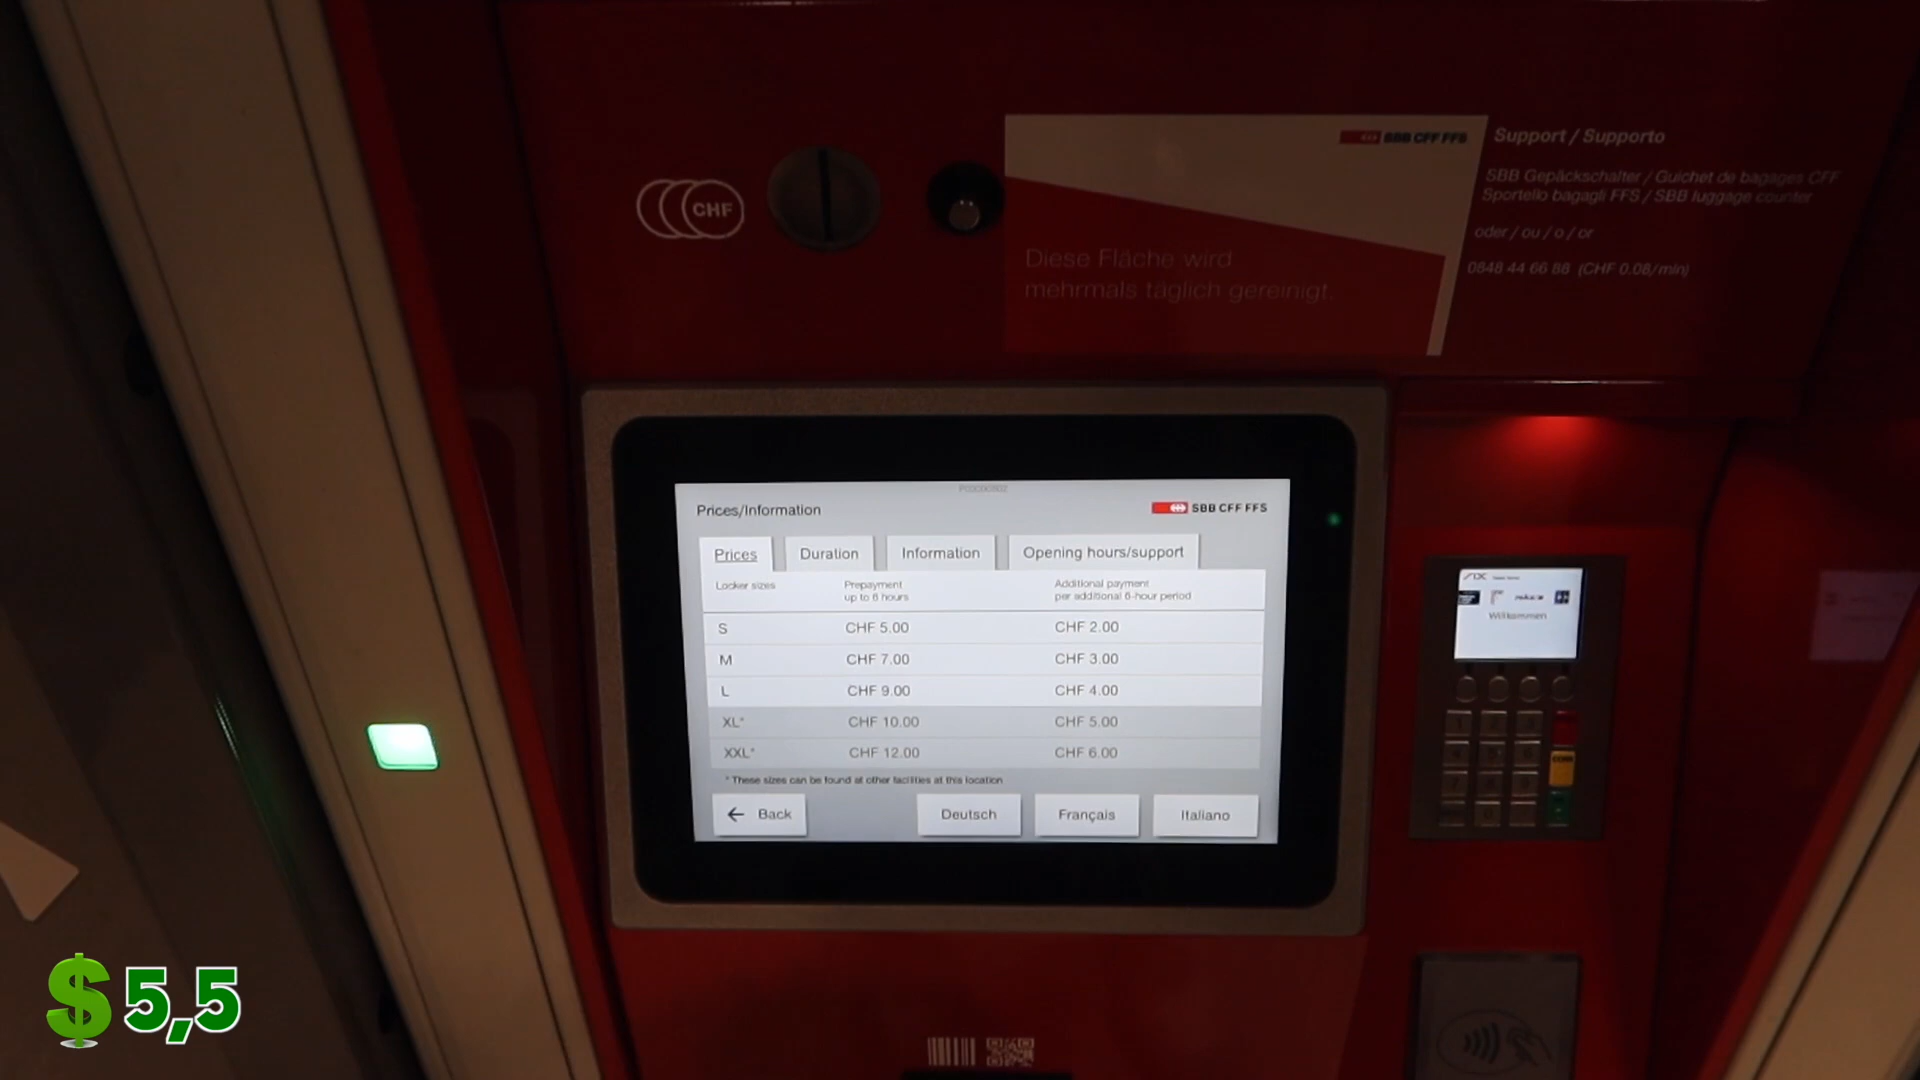 CHF
SBB CFF FFS
Diese Fläche wird
mehrmals täglich gereinigt.
Support / Supporto
SBB Gepäckschalter / Guichet de bagages CFF
Sportello bagagli FFS / SBB luggage counter
oder / ou / o / or
0848 44 66 88 (CHF 0.08/min)
Prices/Information
SBB CFF FFS
Prices Duration Information Opening hours/support
Locker sizes Prepayment Additional payment
up to 6 hours per additional 6-hour period
S CHF 5.00 CHF 2.00
M CHF 7.00 CHF 3.00
L CHF 9.00 CHF 4.00
XL* CHF 10.00 CHF 5.00
XXL* CHF 12.00 CHF 6.00
* These sizes can be found at other facilities at this location
← Back Deutsch Français Italiano
SIX
Willkommen
$ 5,5